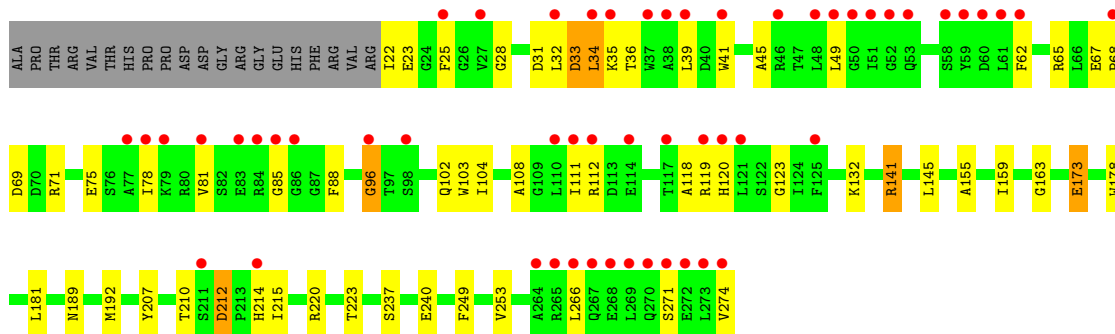 ALA PRO THR ARG VAL THR HIS PRO PRO ASP ASP GLY ARG GLY GLU HIS PHE ARG VAL ARG I22 E23 G24 F25 G26 V27 G28 D31 L32 D33 L34 K35 T36 W37 A38 L39 D40 W41 A45 R46 T47 L48 L49 G50 I51 G52 Q53 S58 Y59 D60 L61 F62 R65 L66 E67
D69 D70 R71 E75 S76 A77 I78 K79 R80 V81 S82 E83 R84 G85 G86 G87 F88 G96 T97 S98 Q102 W103 I104 A108 G109 L110 I111 R112 D113 E114 T117 A118 R119 H120 L121 S122 G123 I124 F125 K132 R141 L145 A155 I159 G163 E173
L181 N189 M192 Y207 T210 S211 D212 P213 H214 I215 R220 T223 S237 E240 F249 V253 A264 R265 L266 Q267 E268 L269 Q270 S271 E272 L273 V274